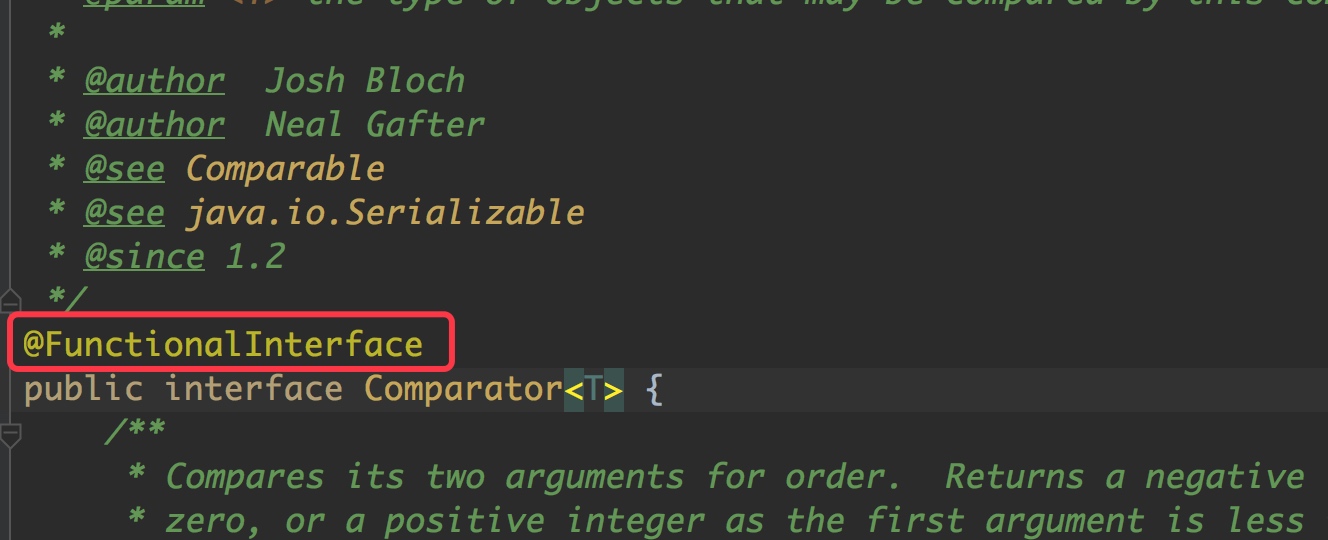 @param <T> the type of objects that may be compared by this
*
* @author  Josh Bloch
* @author  Neal Gafter
* @see Comparable
* @see java.io.Serializable
* @since 1.2
*/
@FunctionalInterface
public interface Comparator<T> {
/**
* Compares its two arguments for order.  Returns a negative
* zero, or a positive integer as the first argument is less